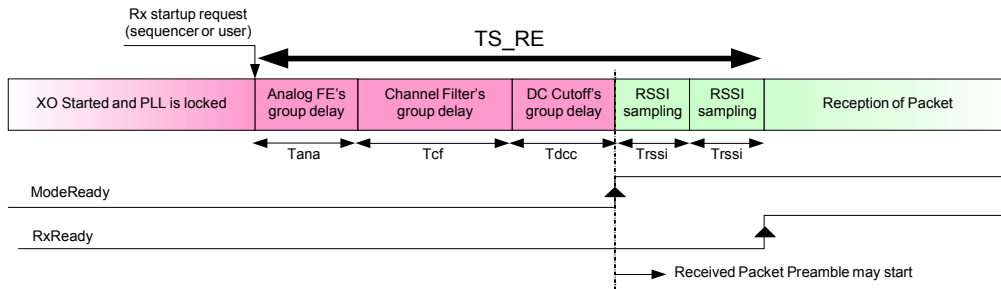 Rx startup request
(sequencer or user)
TS_RE
XO Started and PLL is locked
Analog FE's
group delay
Channel Filter's
group delay
DC Cutoff's
group delay
RSSI
sampling
RSSI
sampling
Reception of Packet
Tana
Tcf
Tdcc
Trssi
Trssi
ModeReady
RxReady
Received Packet Preamble may start